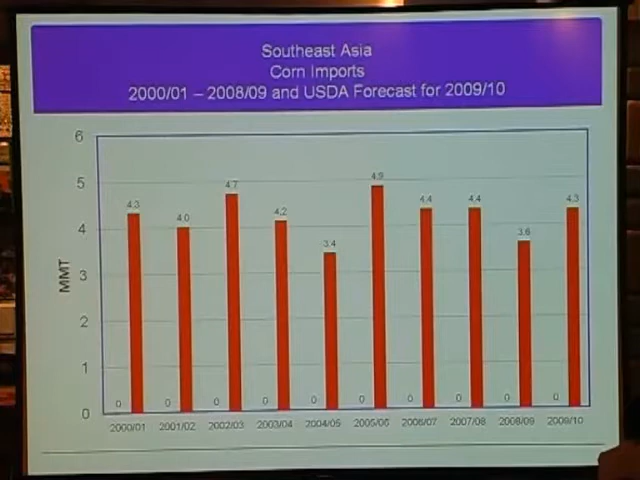 Southeast Asia
Corn Imports
2000/01 – 2008/09 and USDA Forecast for 2009/10
6
5
4
3
2
1
0
MMT
4.3
4.0
4.7
4.2
3.4
4.9
4.4
4.4
3.6
4.3
0 0 0 0 0 0 0 0 0 0
2000/01 2001/02 2002/03 2003/04 2004/05 2005/06 2006/07 2007/08 2008/09 2009/10